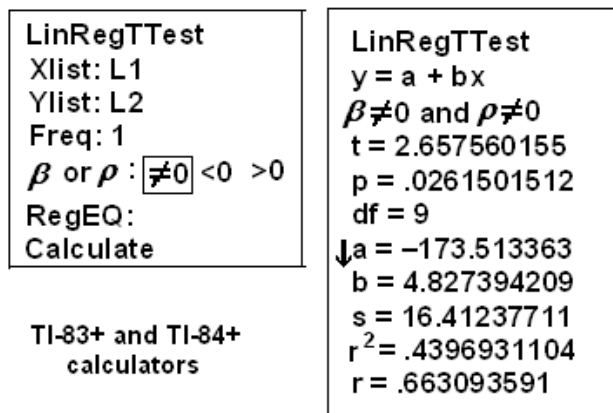 LinRegTTest
Xlist: L1
Ylist: L2
Freq: 1
β or ρ : ≠0 <0 >0
RegEQ:
Calculate
TI-83+ and TI-84+
calculators
LinRegTTest
y = a + bx
β≠0 and ρ≠0
t = 2.657560155
p = .0261501512
df = 9
↓a = –173.513363
b = 4.827394209
s = 16.41237711
r²= .4396931104
r = .663093591